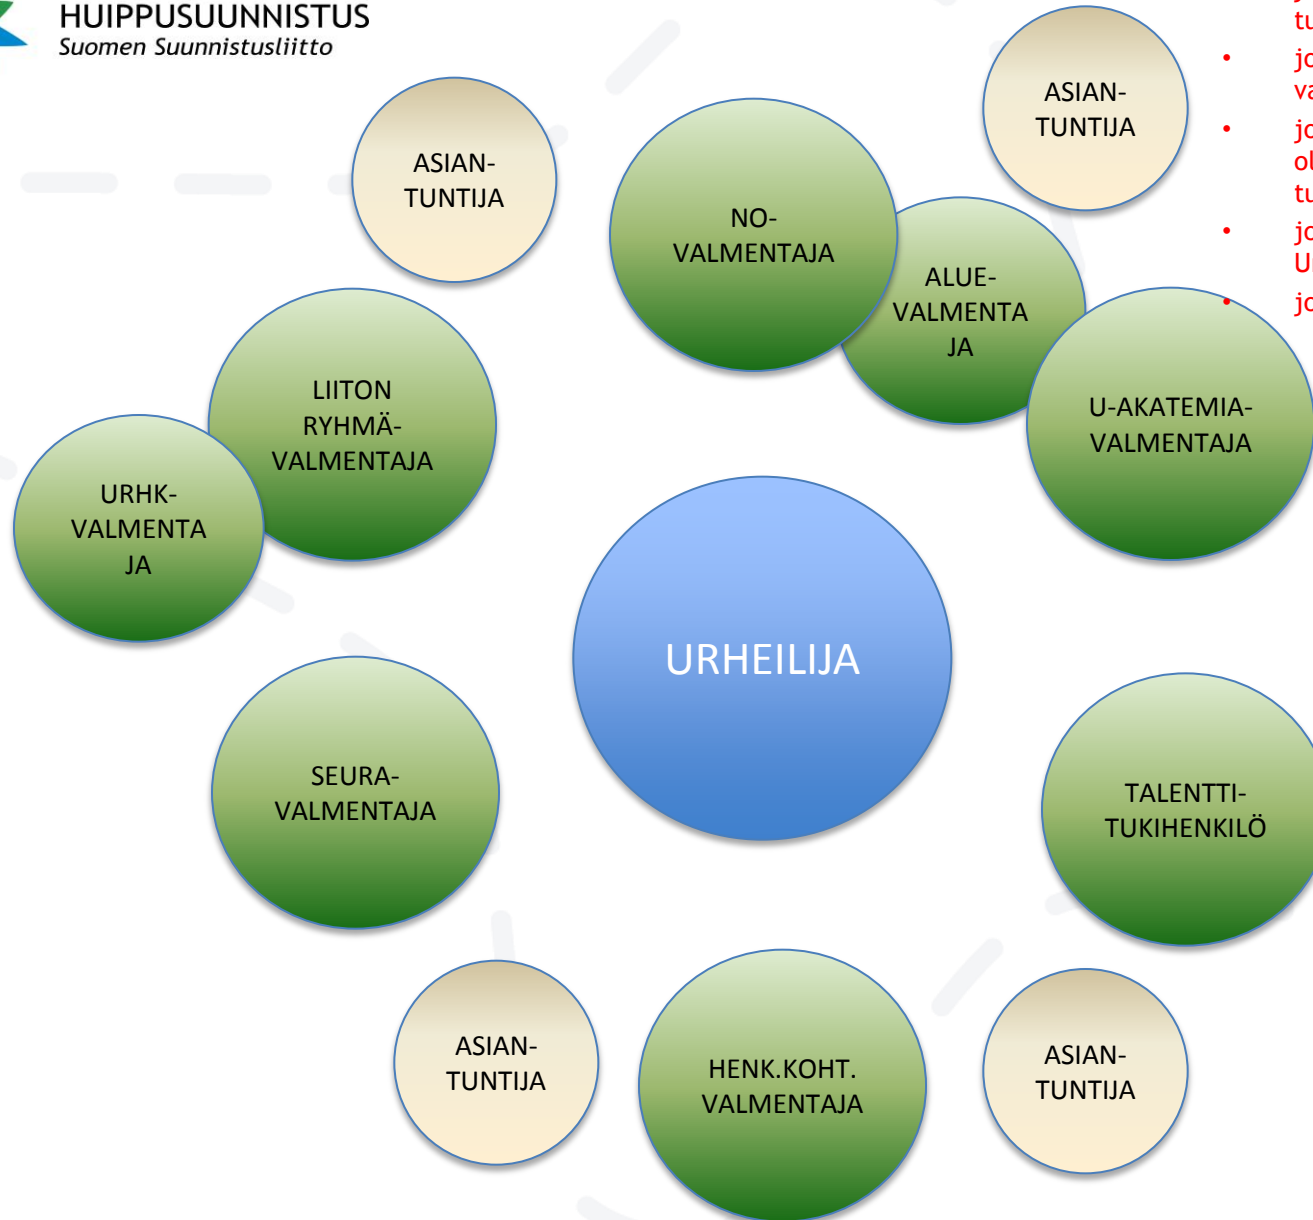 HUIPPUSUUNNISTUS
Suomen Suunnistusliitto
ASIAN-
TUNTIJA
ASIAN-
TUNTIJA
NO-
VALMENTAJA
ALUE-
VALMENTA
JA
U-AKATEMIA-
VALMENTAJA
LIITON
RYHMÄ-
VALMENTAJA
URHK-
VALMENTA
JA
URHEILIJA
SEURA-
VALMENTAJA
TALENTTI-
TUKIHENKILÖ
ASIAN-
TUNTIJA
HENK.KOHT.
VALMENTAJA
ASIAN-
TUNTIJA